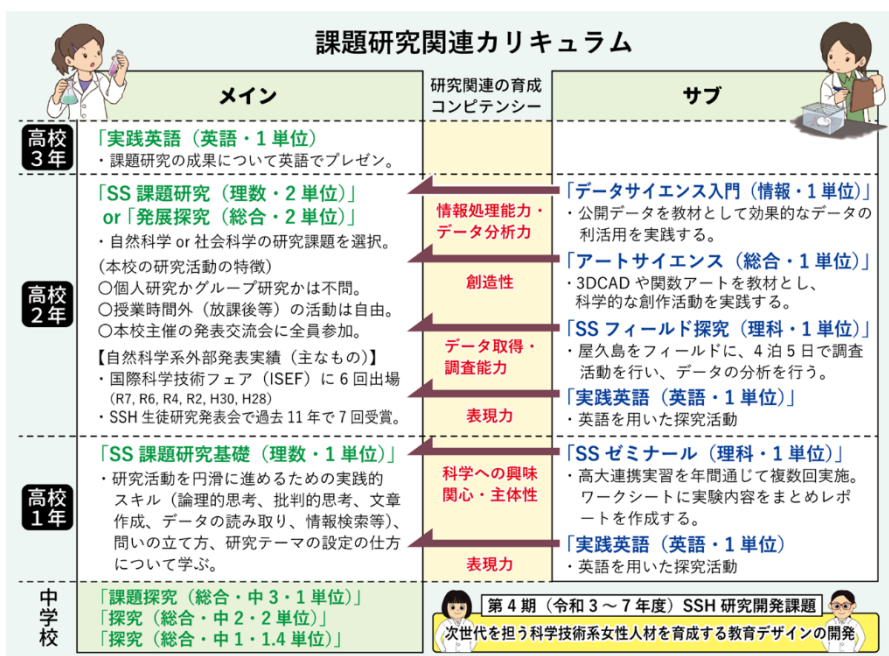 課題研究関連カリキュラム
メイン
研究関連の育成
コンピテンシー
サブ
高校
3年
「実践英語（英語・1単位）
・課題研究の成果について英語でプレゼン。
高校
2年
「SS 課題研究（理数・2単位）」
or「発展探究（総合・2単位）」
・自然科学 or 社会科学の研究課題を選択。
(本校の研究活動の特徴)
〇個人研究かグループ研究かは不問。
〇授業時間外（放課後等）の活動は自由。
〇本校主催の発表交流会に全員参加。
【自然科学系外部発表実績（主なもの）】
・国際科学技術フェア（ISEF）に6回出場
(R7, R6, R4, R2, H30, H28)
・SSH 生徒研究発表会で過去11年で7回受賞。
情報処理能力・
データ分析力
創造性
データ取得・
調査能力
表現力
「データサイエンス入門（情報・1単位）」
・公開データを教材として効果的なデータの
利活用を実践する。
「アートサイエンス（総合・1単位）」
・3DCAD や関数アートを教材とし、
科学的な創作活動を実践する。
「SS フィールド探究（理科・1単位）」
・屋久島をフィールドに、4泊5日で調査
活動を行い、データの分析を行う。
「実践英語（英語・1単位）」
・英語を用いた探究活動
高校
1年
「SS 課題研究基礎（理数・1単位）」
・研究活動を円滑に進めるための実践的
スキル（論理的思考、批判的思考、文章
作成、データの読み取り、情報検索等）、
問いの立て方、研究テーマの設定の仕方
について学ぶ。
科学への興味
関心・主体性
表現力
「SS ゼミナール（理科・1単位）」
・高大連携実習を年間通じて複数回実施。
ワークシートに実験内容をまとめレポ
ートを作成する。
「実践英語（英語・1単位）
・英語を用いた探究活動
中学校
「課題探究（総合・中3・1単位）」
「探究（総合・中2・2単位）」
「探究（総合・中1・1.4単位）」
第4期（令和3～7年度）SSH 研究開発課題
次世代を担う科学技術系女性人材を育成する教育デザインの開発